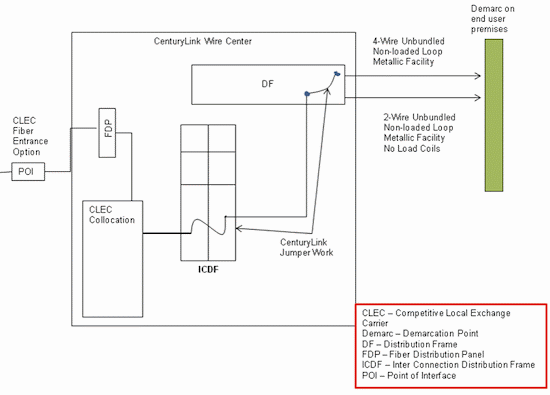 Demarc on
end user
premises
CenturyLink Wire Center
4-Wire Unbundled
Non-loaded Loop
Metallic Facility
DF
CLEC
Fiber
Entrance
Option
FDP
2-Wire Unbundled
Non-loaded Loop
Metallic Facility
No Load Coils
POI
CLEC
Collocation
CenturyLink
Jumper Work
ICDF
CLEC – Competitive Local Exchange
Carrier
Demarc – Demarcation Point
DF – Distribution Frame
FDP – Fiber Distribution Panel
ICDF – Inter Connection Distribution Frame
POI – Point of Interface